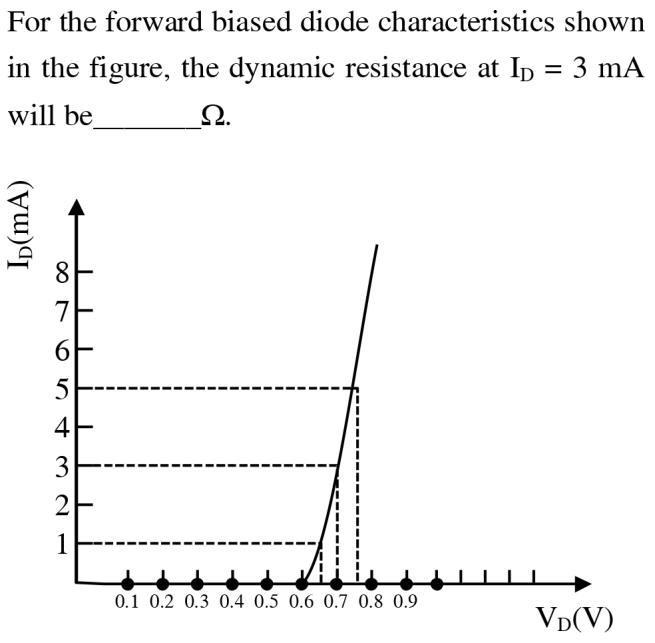 For the forward biased diode characteristics shown
in the figure, the dynamic resistance at I_D = 3 mA
will be_______Ω.
I_D(mA)
8
7
6
5
4
3
2
1
0.1 0.2 0.3 0.4 0.5 0.6 0.7 0.8 0.9
V_D(V)